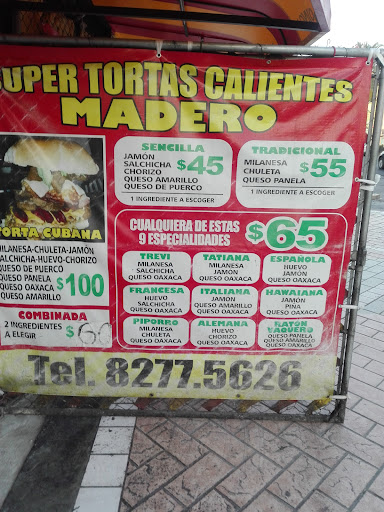 SUPER TORTAS CALIENTES
MADERO
TORTA CUBANA
MILANESA-CHULETA-JAMÓN
SALCHICHA-HUEVO-CHORIZO
QUESO DE PUERCO
QUESO PANELA
QUESO OAXACA
QUESO AMARILLO
$100
COMBINADA
2 INGREDIENTES
A ELEGIR
$60
SENCILLA
JAMÓN
SALCHICHA
CHORIZO
QUESO AMARILLO
QUESO DE PUERCO
$45
1 INGREDIENTE A ESCOGER
TRADICIONAL
MILANESA
CHULETA
QUESO PANELA
$55
1 INGREDIENTE A ESCOGER
CUALQUIERA DE ESTAS
9 ESPECIALIDADES
$65
TREVI
MILANESA
SALCHICHA
QUESO OAXACA
TATIANA
MILANESA
JAMON
QUESO OAXACA
ESPAÑOLA
HUEVO
JAMON
QUESO OAXACA
FRANCESA
HUEVO
SALCHICHA
QUESO OAXACA
ITALIANA
JAMON
QUESO AMARILLO
QUESO OAXACA
HAWAIANA
JAMÓN
PIÑA
QUESO OAXACA
PIPORRO
MILANESA
CHULETA
QUESO OAXACA
ALEMANA
HUEVO
CHORIZO
QUESO OAXACA
RATÓN
VAQUERO
QUESO PANELA
QUESO AMARILLO
QUESO OAXACA
Tel. 8277.5626